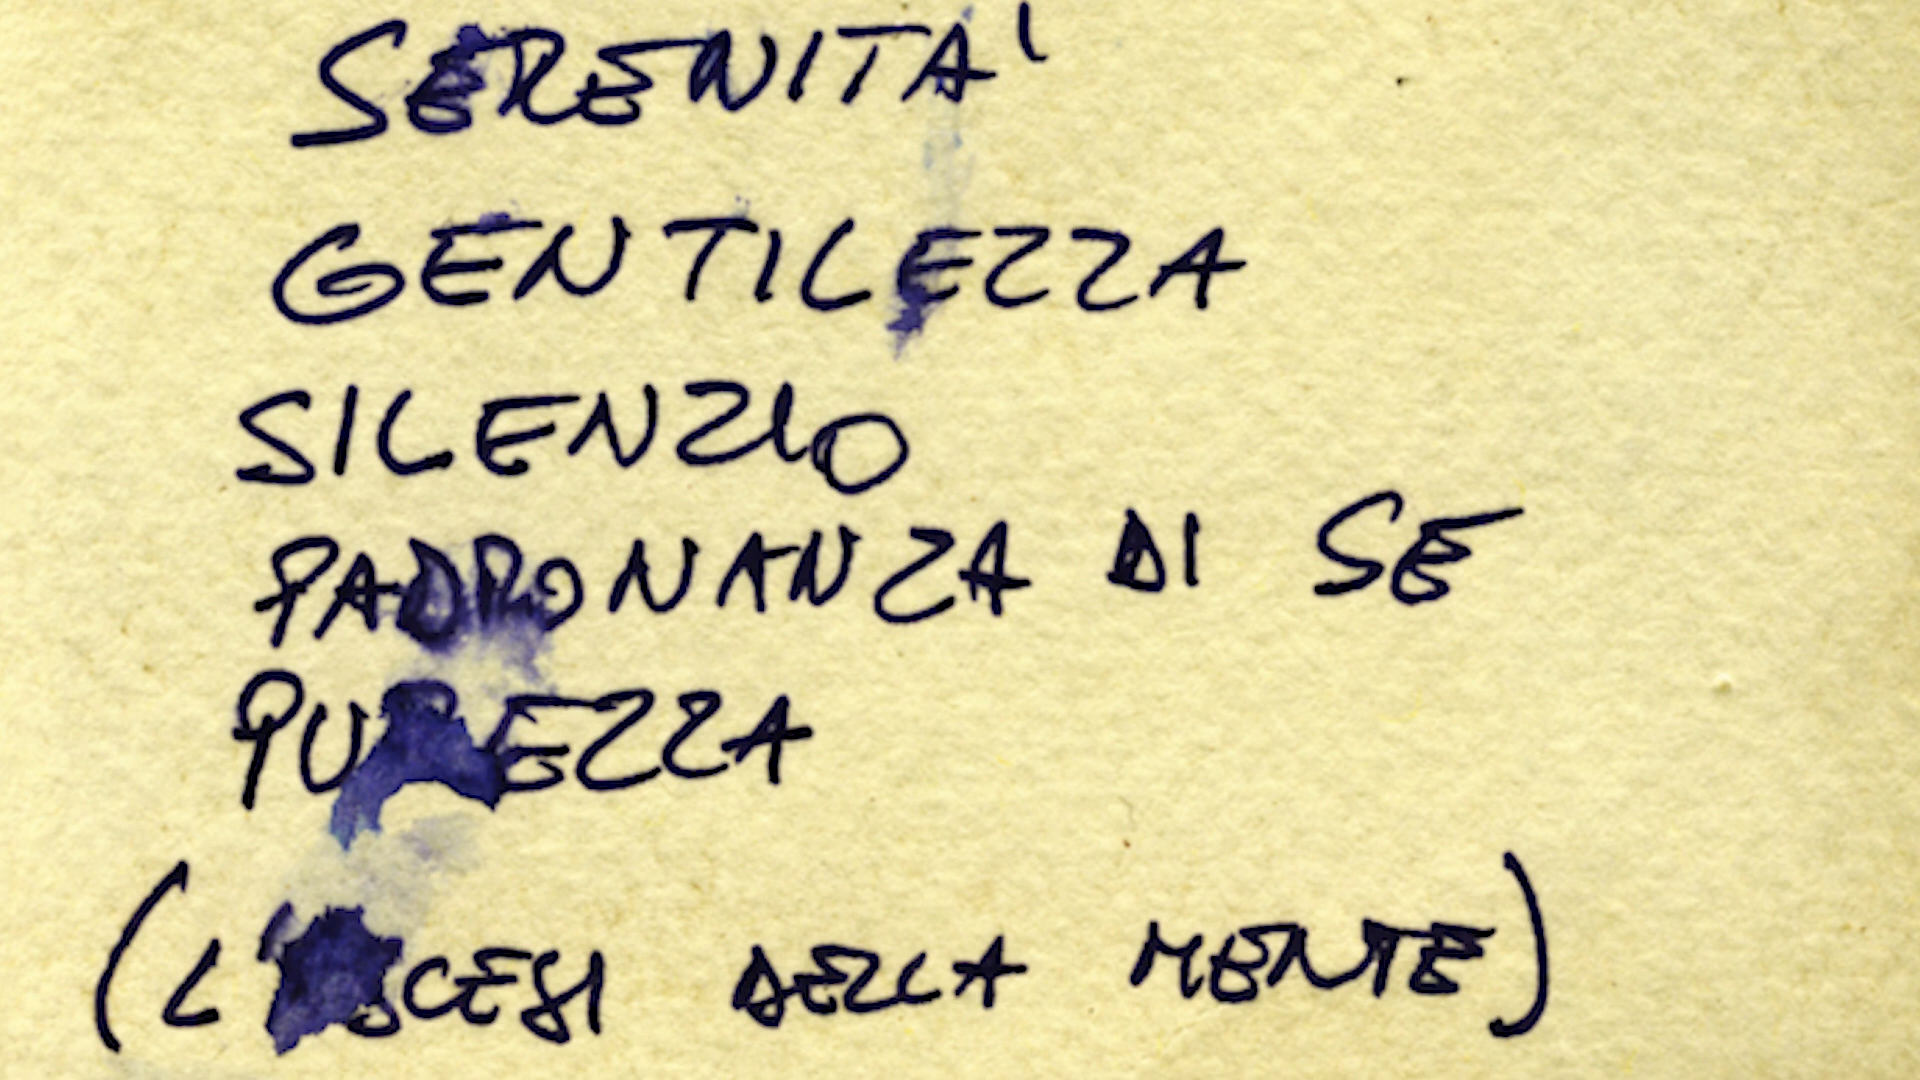 SERENITA'
GENTILEZZA
SILENZIO
PADRONANZA DI SE
PUREZZA
(L'ASCESI DELLA MENTE)